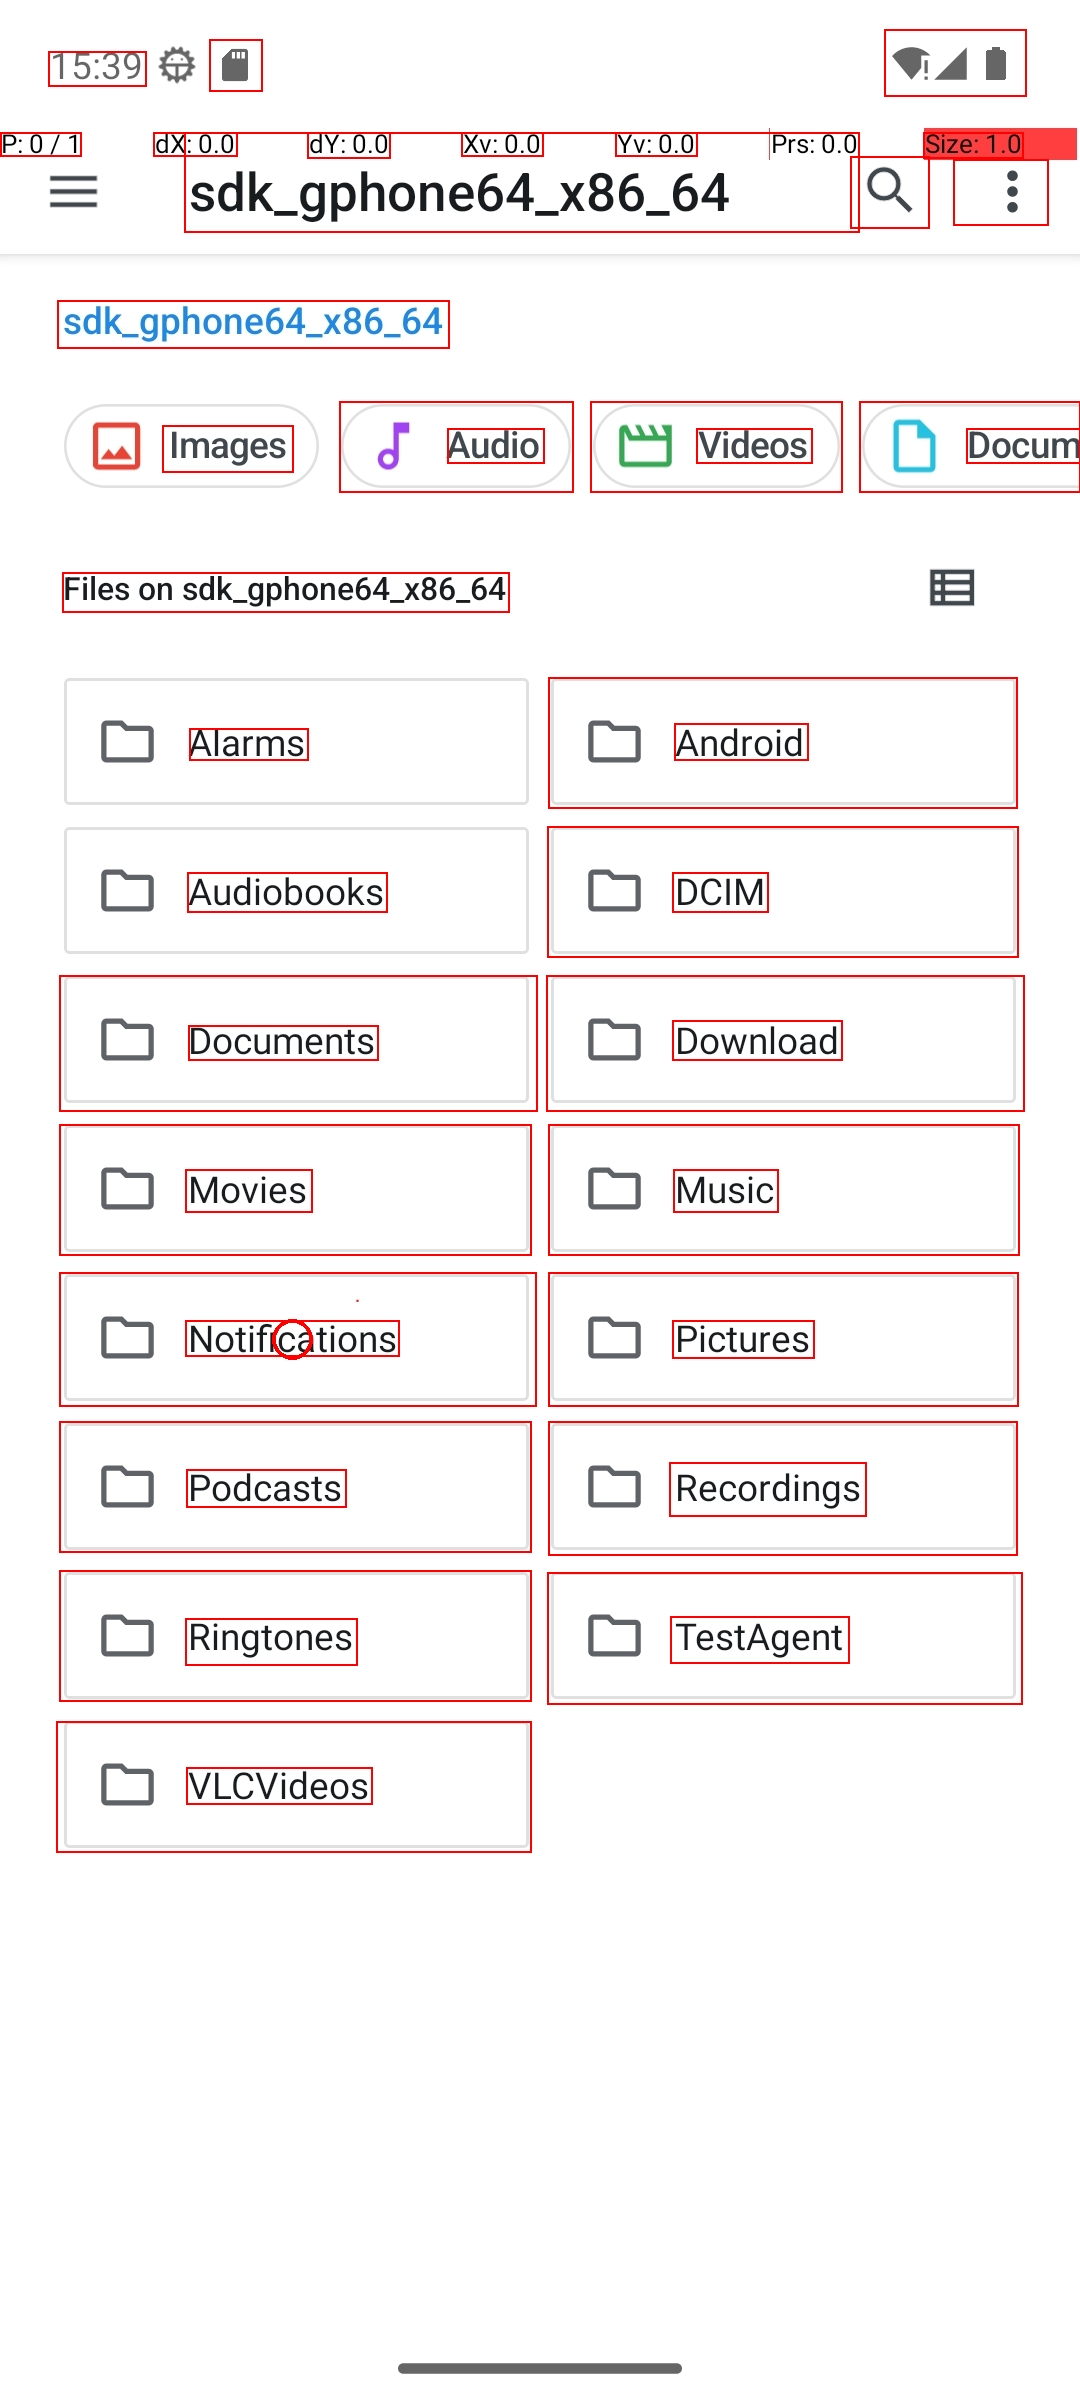 15:39
P: 0 / 1 dX: 0.0 dY: 0.0 Xv: 0.0 Yv: 0.0 Prs: 0.0 Size: 1.0
sdk_gphone64_x86_64
sdk_gphone64_x86_64
Images Audio Videos Docum
Files on sdk_gphone64_x86_64
Alarms Android
Audiobooks DCIM
Documents Download
Movies Music
Notifications Pictures
Podcasts Recordings
Ringtones TestAgent
VLCVideos